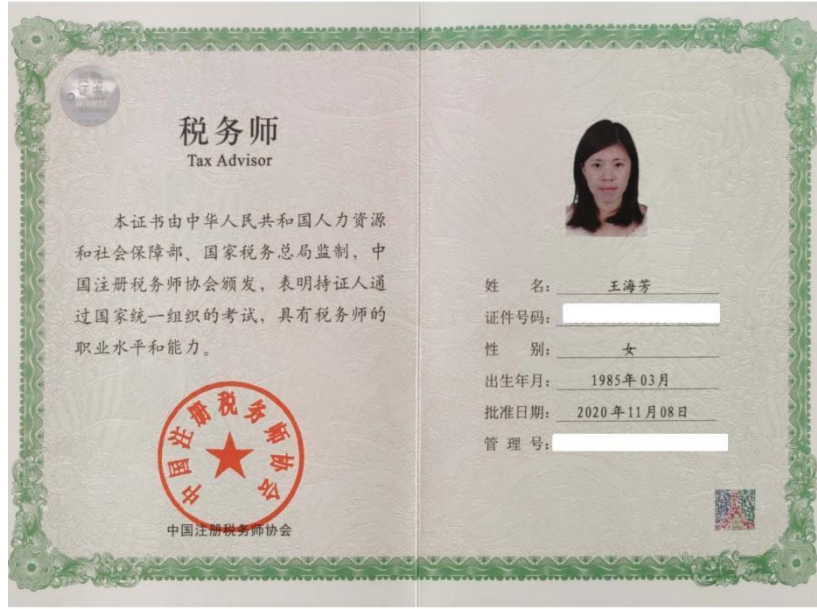 证书
税务师
Tax Advisor
本证书由中华人民共和国人力资源
和社会保障部、国家税务总局监制，中
国注册税务师协会颁发，表明持证人通
过国家统一组织的考试，具有税务师的
职业水平和能力。
中国注册税务师协会
中国注册税务师协会
姓 名：王海芳
证件号码：
性 别：女
出生年月：1985年03月
批准日期：2020年11月08日
管 理 号：